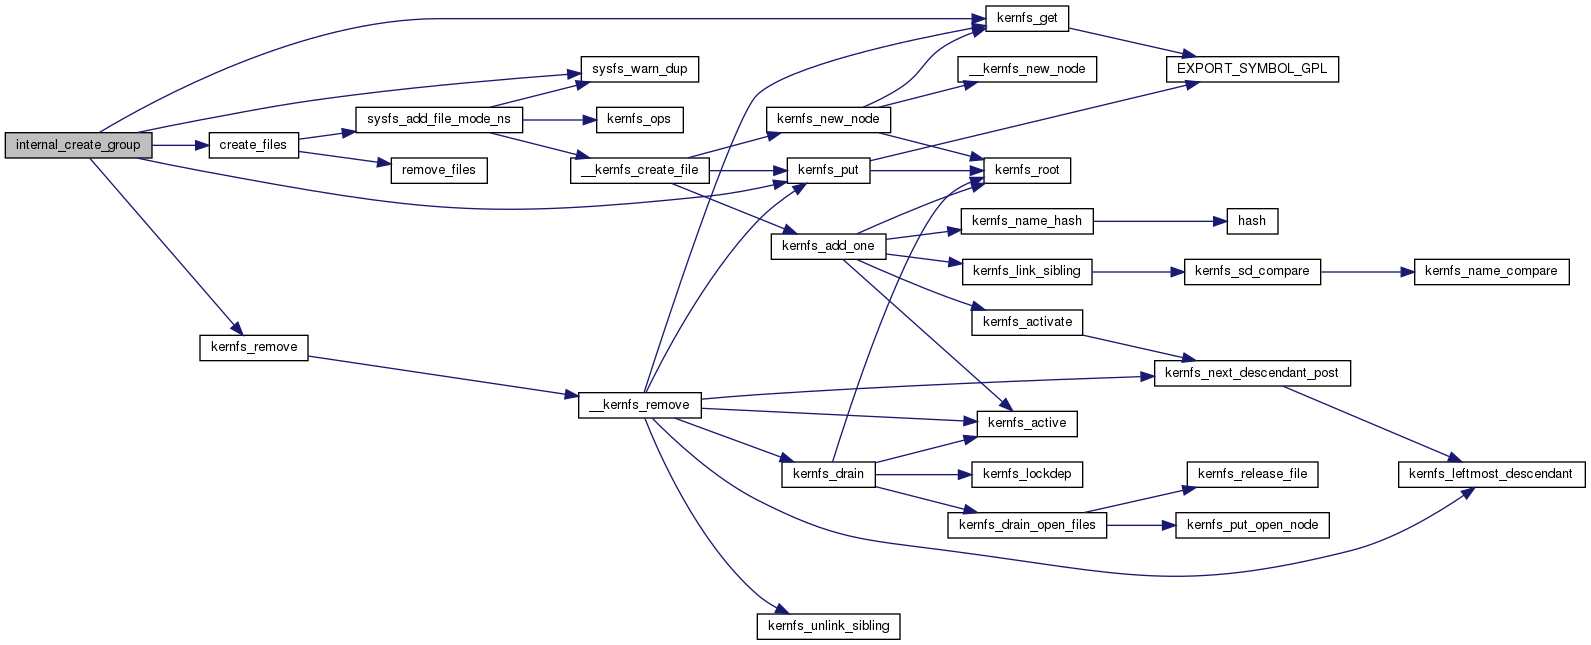 kernfs_get
sysfs_warn_dup
__kernfs_new_node
EXPORT_SYMBOL_GPL
sysfs_add_file_mode_ns
kernfs_ops
kernfs_new_node
internal_create_group
create_files
remove_files
__kernfs_create_file
kernfs_put
kernfs_root
kernfs_name_hash
hash
kernfs_add_one
kernfs_link_sibling
kernfs_sd_compare
kernfs_name_compare
kernfs_activate
kernfs_remove
kernfs_next_descendant_post
__kernfs_remove
kernfs_active
kernfs_drain
kernfs_lockdep
kernfs_release_file
kernfs_leftmost_descendant
kernfs_drain_open_files
kernfs_put_open_node
kernfs_unlink_sibling